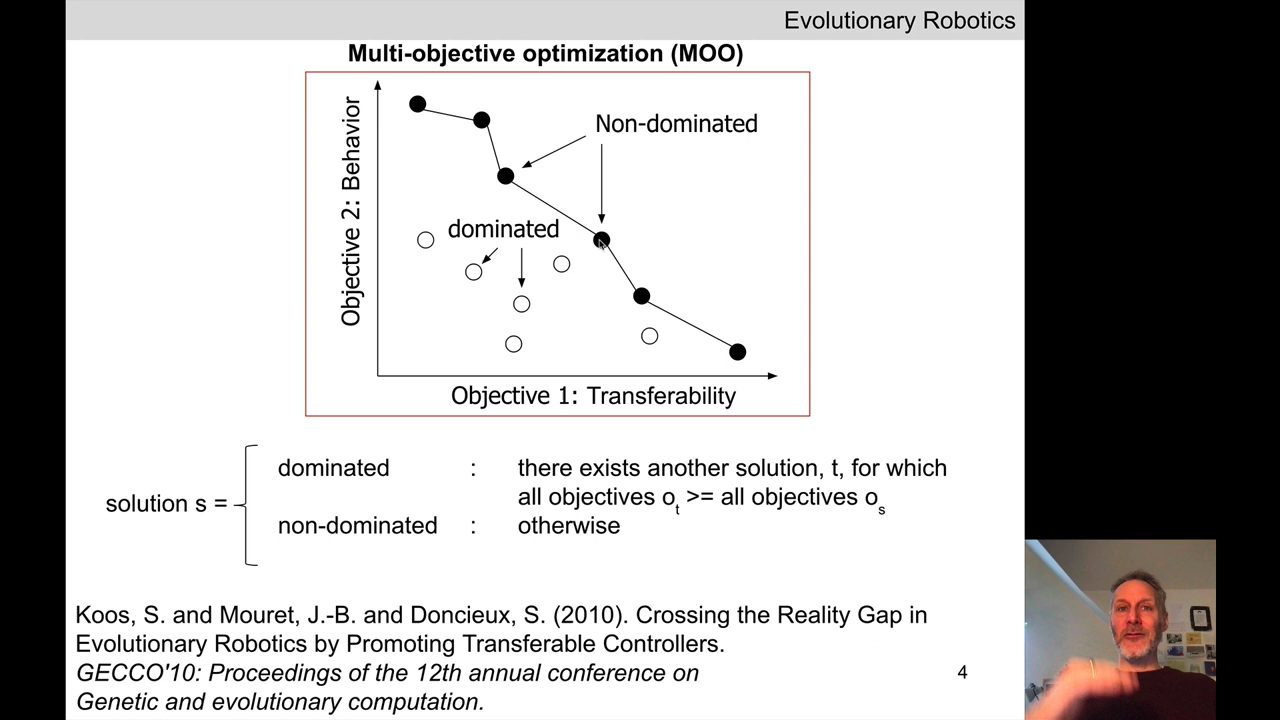 Evolutionary Robotics
Multi-objective optimization (MOO)
Objective 2: Behavior
Non-dominated
dominated
Objective 1: Transferability
solution s =
dominated : there exists another solution, t, for which
all objectives ot >= all objectives os
non-dominated : otherwise
Koos, S. and Mouret, J.-B. and Doncieux, S. (2010). Crossing the Reality Gap in
Evolutionary Robotics by Promoting Transferable Controllers.
GECCO'10: Proceedings of the 12th annual conference on
Genetic and evolutionary computation.
4